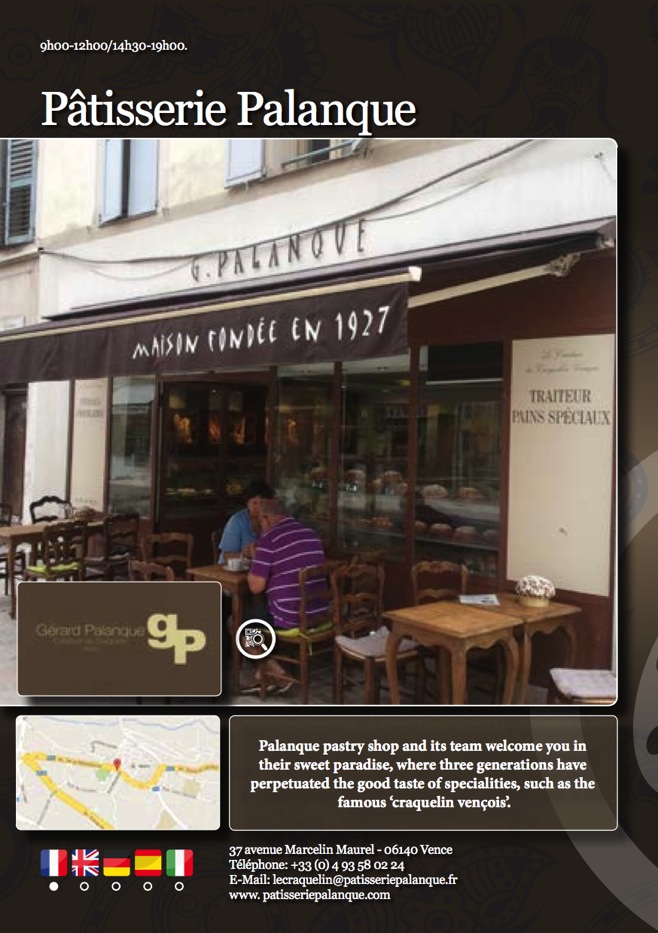 9h00-12h00/14h30-19h00.
Pâtisserie Palanque
G. PALANQUE
MAISON FONDÉE EN 1927
TRAITEUR
PAINS SPÉCIAUX
Gérard Palanque
gP
Palanque pastry shop and its team welcome you in
their sweet paradise, where three generations have
perpetuated the good taste of specialities, such as the
famous ‘craquelin vençois’.
37 avenue Marcelin Maurel - 06140 Vence
Téléphone: +33 (0) 4 93 58 02 24
E-Mail: lecraquelin@patisseriepalanque.fr
www. patisseriepalanque.com